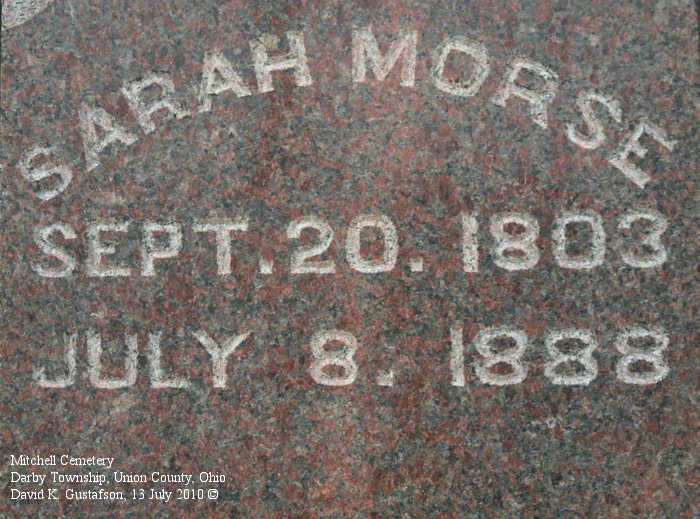 SARAH MORSE
SEPT. 20. 1803
JULY 8. 1888
Mitchell Cemetery
Darby Township, Union County, Ohio
David K. Gustafson, 13 July 2010 ©